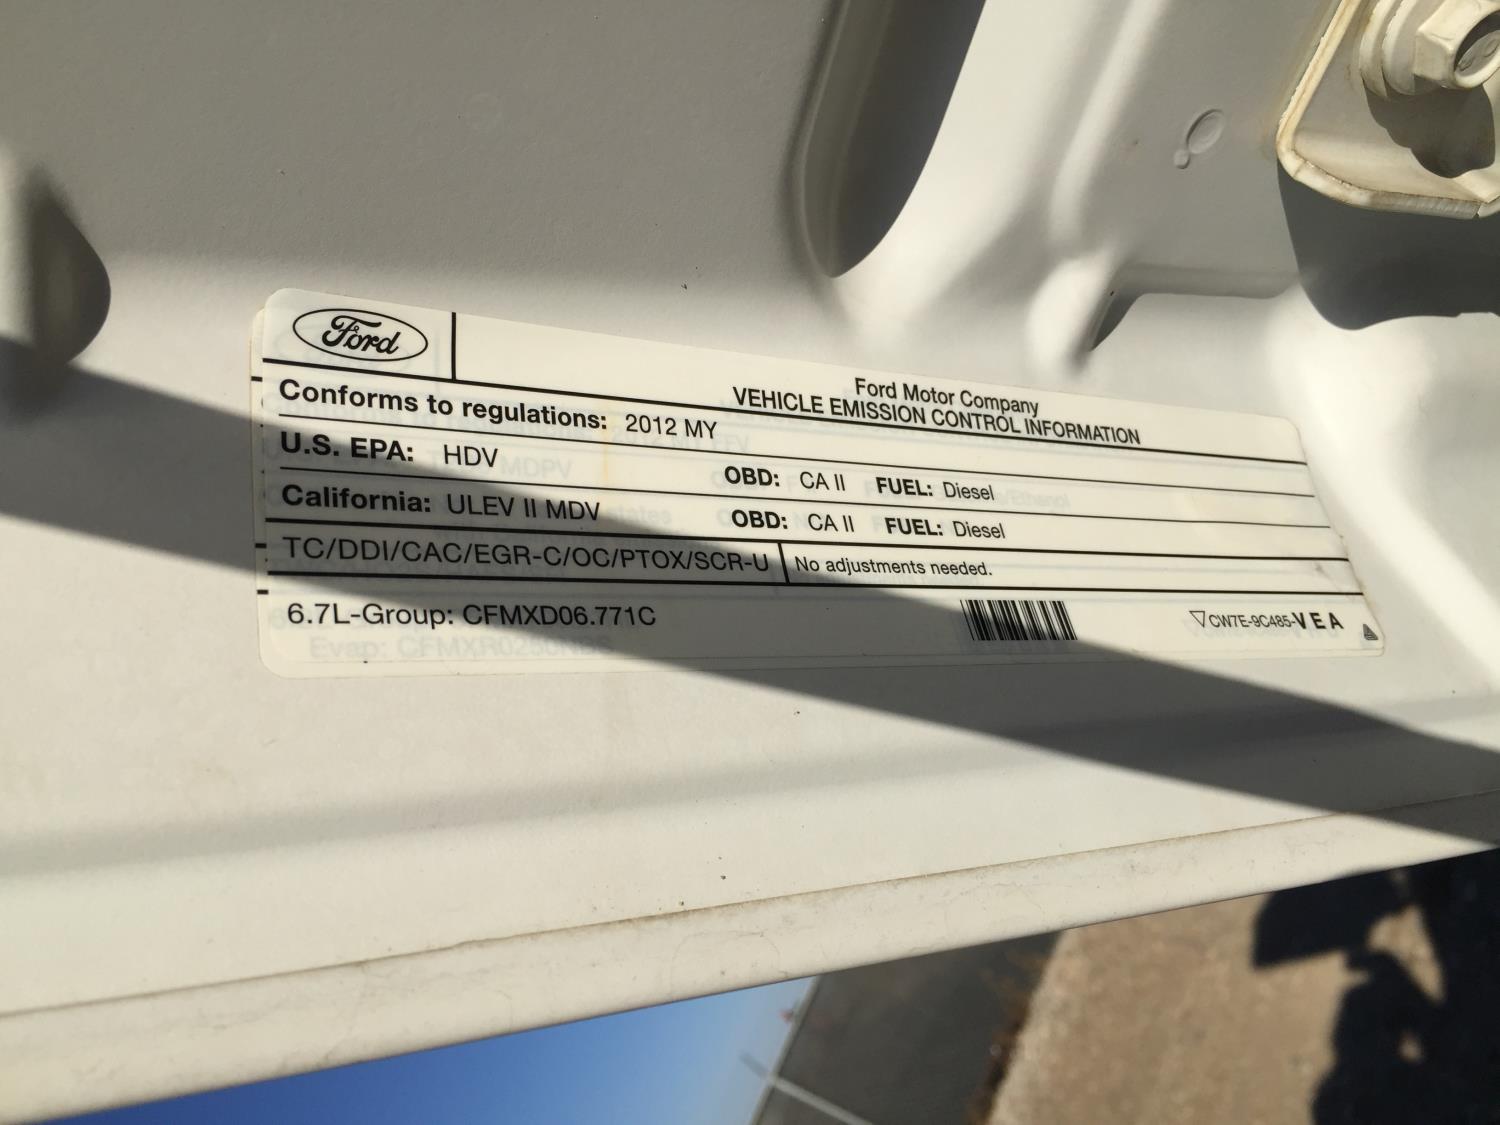 Ford
Ford Motor Company
VEHICLE EMISSION CONTROL INFORMATION
Conforms to regulations: 2012 MY
U.S. EPA: HDV OBD: CA II FUEL: Diesel
California: ULEV II MDV OBD: CA II FUEL: Diesel
TC/DDI/CAC/EGR-C/OC/PTOX/SCR-U No adjustments needed.
6.7L-Group: CFMXD06.771C CW7E-9C485-VEA
Evap: